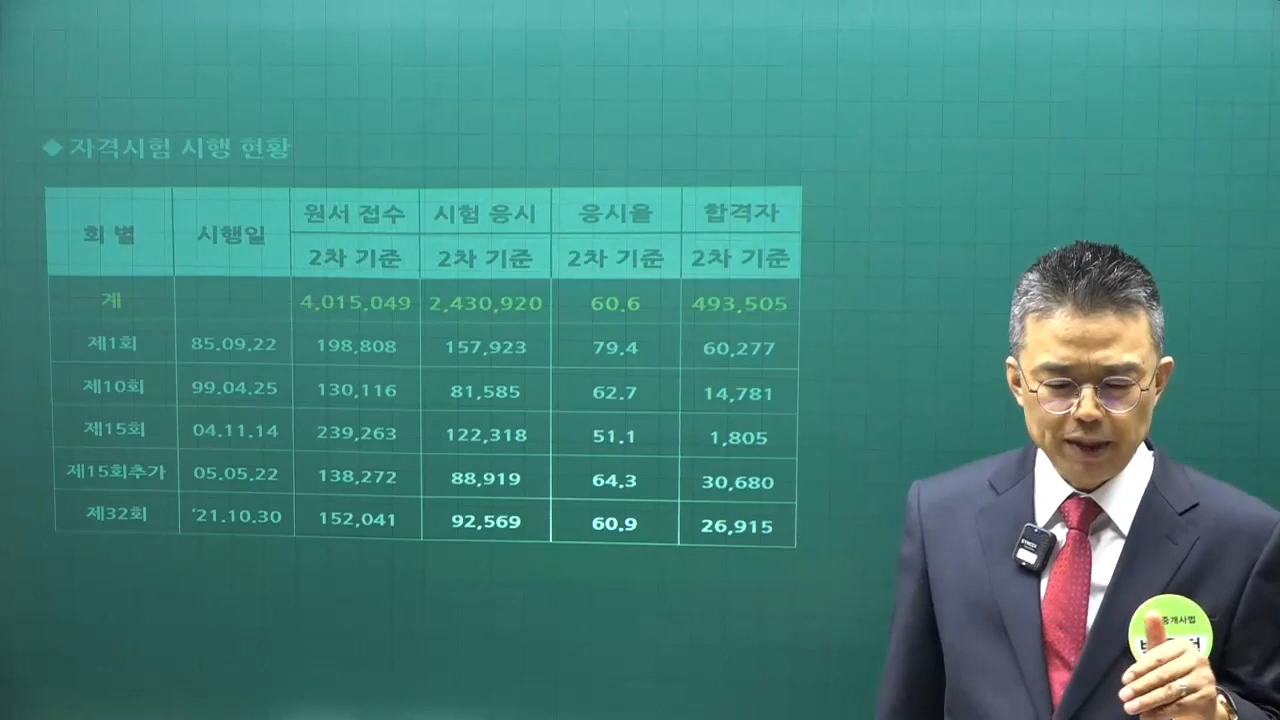 ◆ 자격시험 시행 현황
회 별 시행일 원서 접수 시험 응시 응시율 합격자
2차 기준 2차 기준 2차 기준 2차 기준
계 4,015,049 2,430,920 60.6 493,505
제1회 85.09.22 198,808 157,923 79.4 60,277
제10회 99.04.25 130,116 81,585 62.7 14,781
제15회 04.11.14 239,263 122,318 51.1 1,805
제15회추가 05.05.22 138,272 88,919 64.3 30,680
제32회 '21.10.30 152,041 92,569 60.9 26,915
중개사법